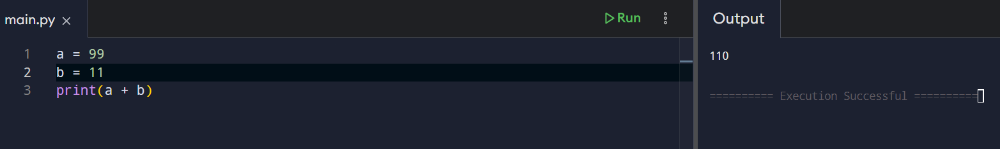 main.py ×
Run
1 a = 99
2 b = 11
3 print(a + b)
Output
110
========== Execution Successful ==========